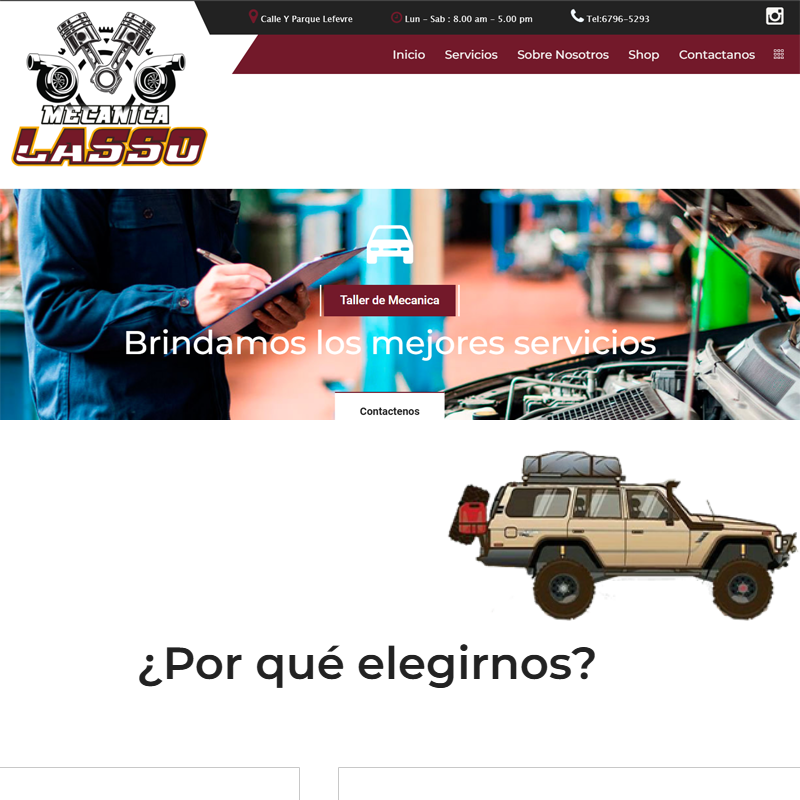 Calle Y Parque Lefevre
Lun - Sab : 8.00 am - 5.00 pm
Tel:6796-5293
Inicio Servicios Sobre Nosotros Shop Contactanos
MECANICA
LASSO
Taller de Mecanica
Brindamos los mejores servicios
Contactenos
¿Por qué elegirnos?